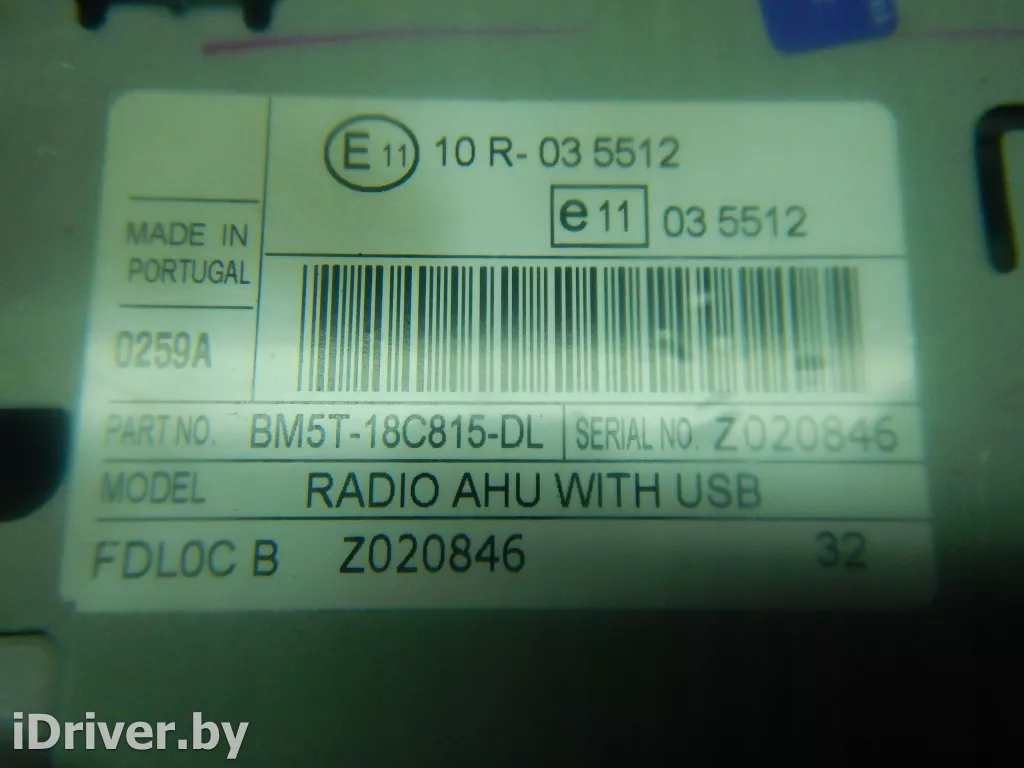 E 11 10 R- 03 5512
e 11 03 5512
MADE IN
PORTUGAL
0259A
PART NO. BM5T-18C815-DL SERIAL NO. Z020846
MODEL RADIO AHU WITH USB
FDL0C B Z020846 32
iDriver.by